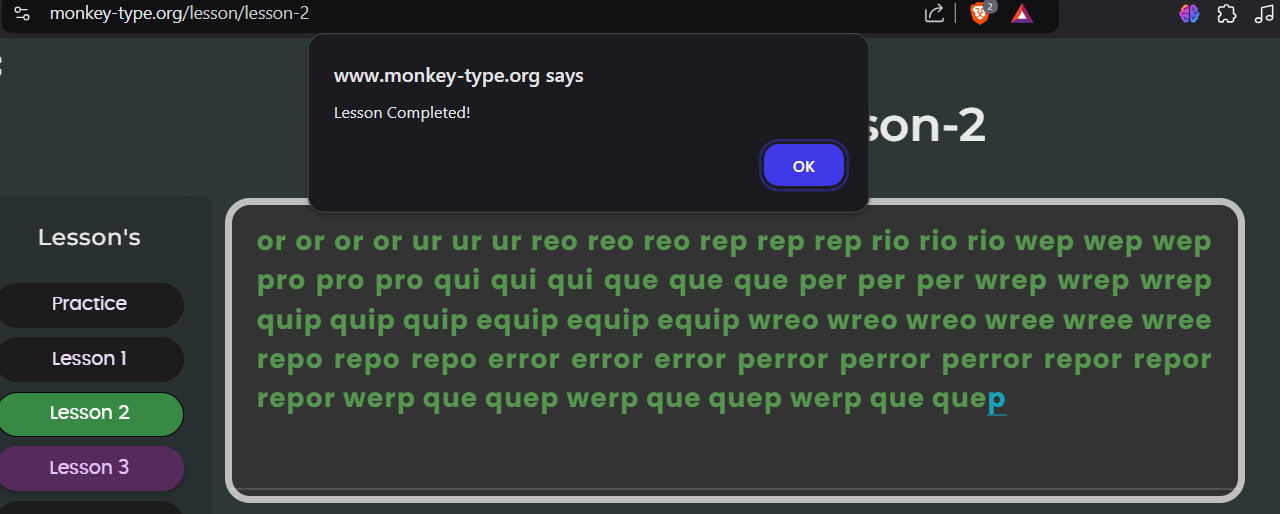 monkey-type.org/lesson/lesson-2
2
www.monkey-type.org says
Lesson Completed!
OK
son-2
Lesson's
Practice
Lesson 1
Lesson 2
Lesson 3
or or or or ur ur ur reo reo reo rep rep rep rio rio rio wep wep wep
pro pro pro qui qui qui que que que per per per wrep wrep wrep
quip quip quip equip equip equip wreo wreo wreo wree wree wree
repo repo repo error error error perror perror perror repor repor
repor werp que quep werp que quep werp que quep